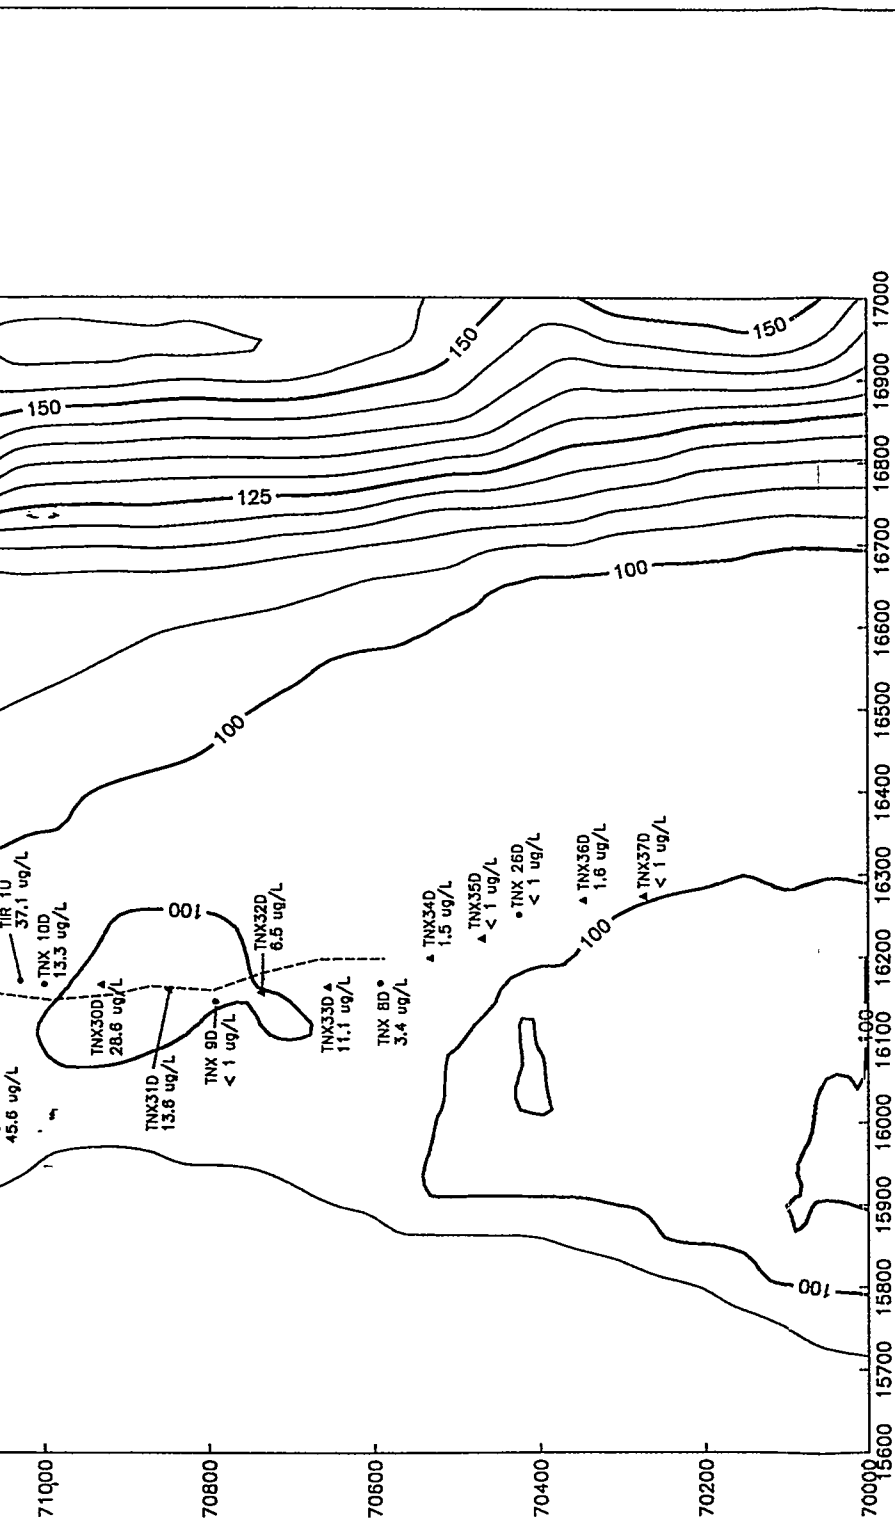 TIR 1U
37.1 ug/L
TNX 10D
13.3 ug/L
45.6 ug/L
TNX30D
28.6 ug/L
TNX31D
13.6 ug/L
TNX 9D
< 1 ug/L
TNX32D
6.5 ug/L
TNX33D
11.1 ug/L
TNX 8D
3.4 ug/L
TNX34D
1.5 ug/L
TNX35D
< 1 ug/L
TNX 26D
< 1 ug/L
TNX36D
1.6 ug/L
TNX37D
< 1 ug/L
150
150
150
125
100
100
100
100
100
100
17000
16900
16800
16700
16600
16500
16400
16300
16200
16100
16000
15900
15800
15700
15600
71000
70800
70600
70400
70200
70000